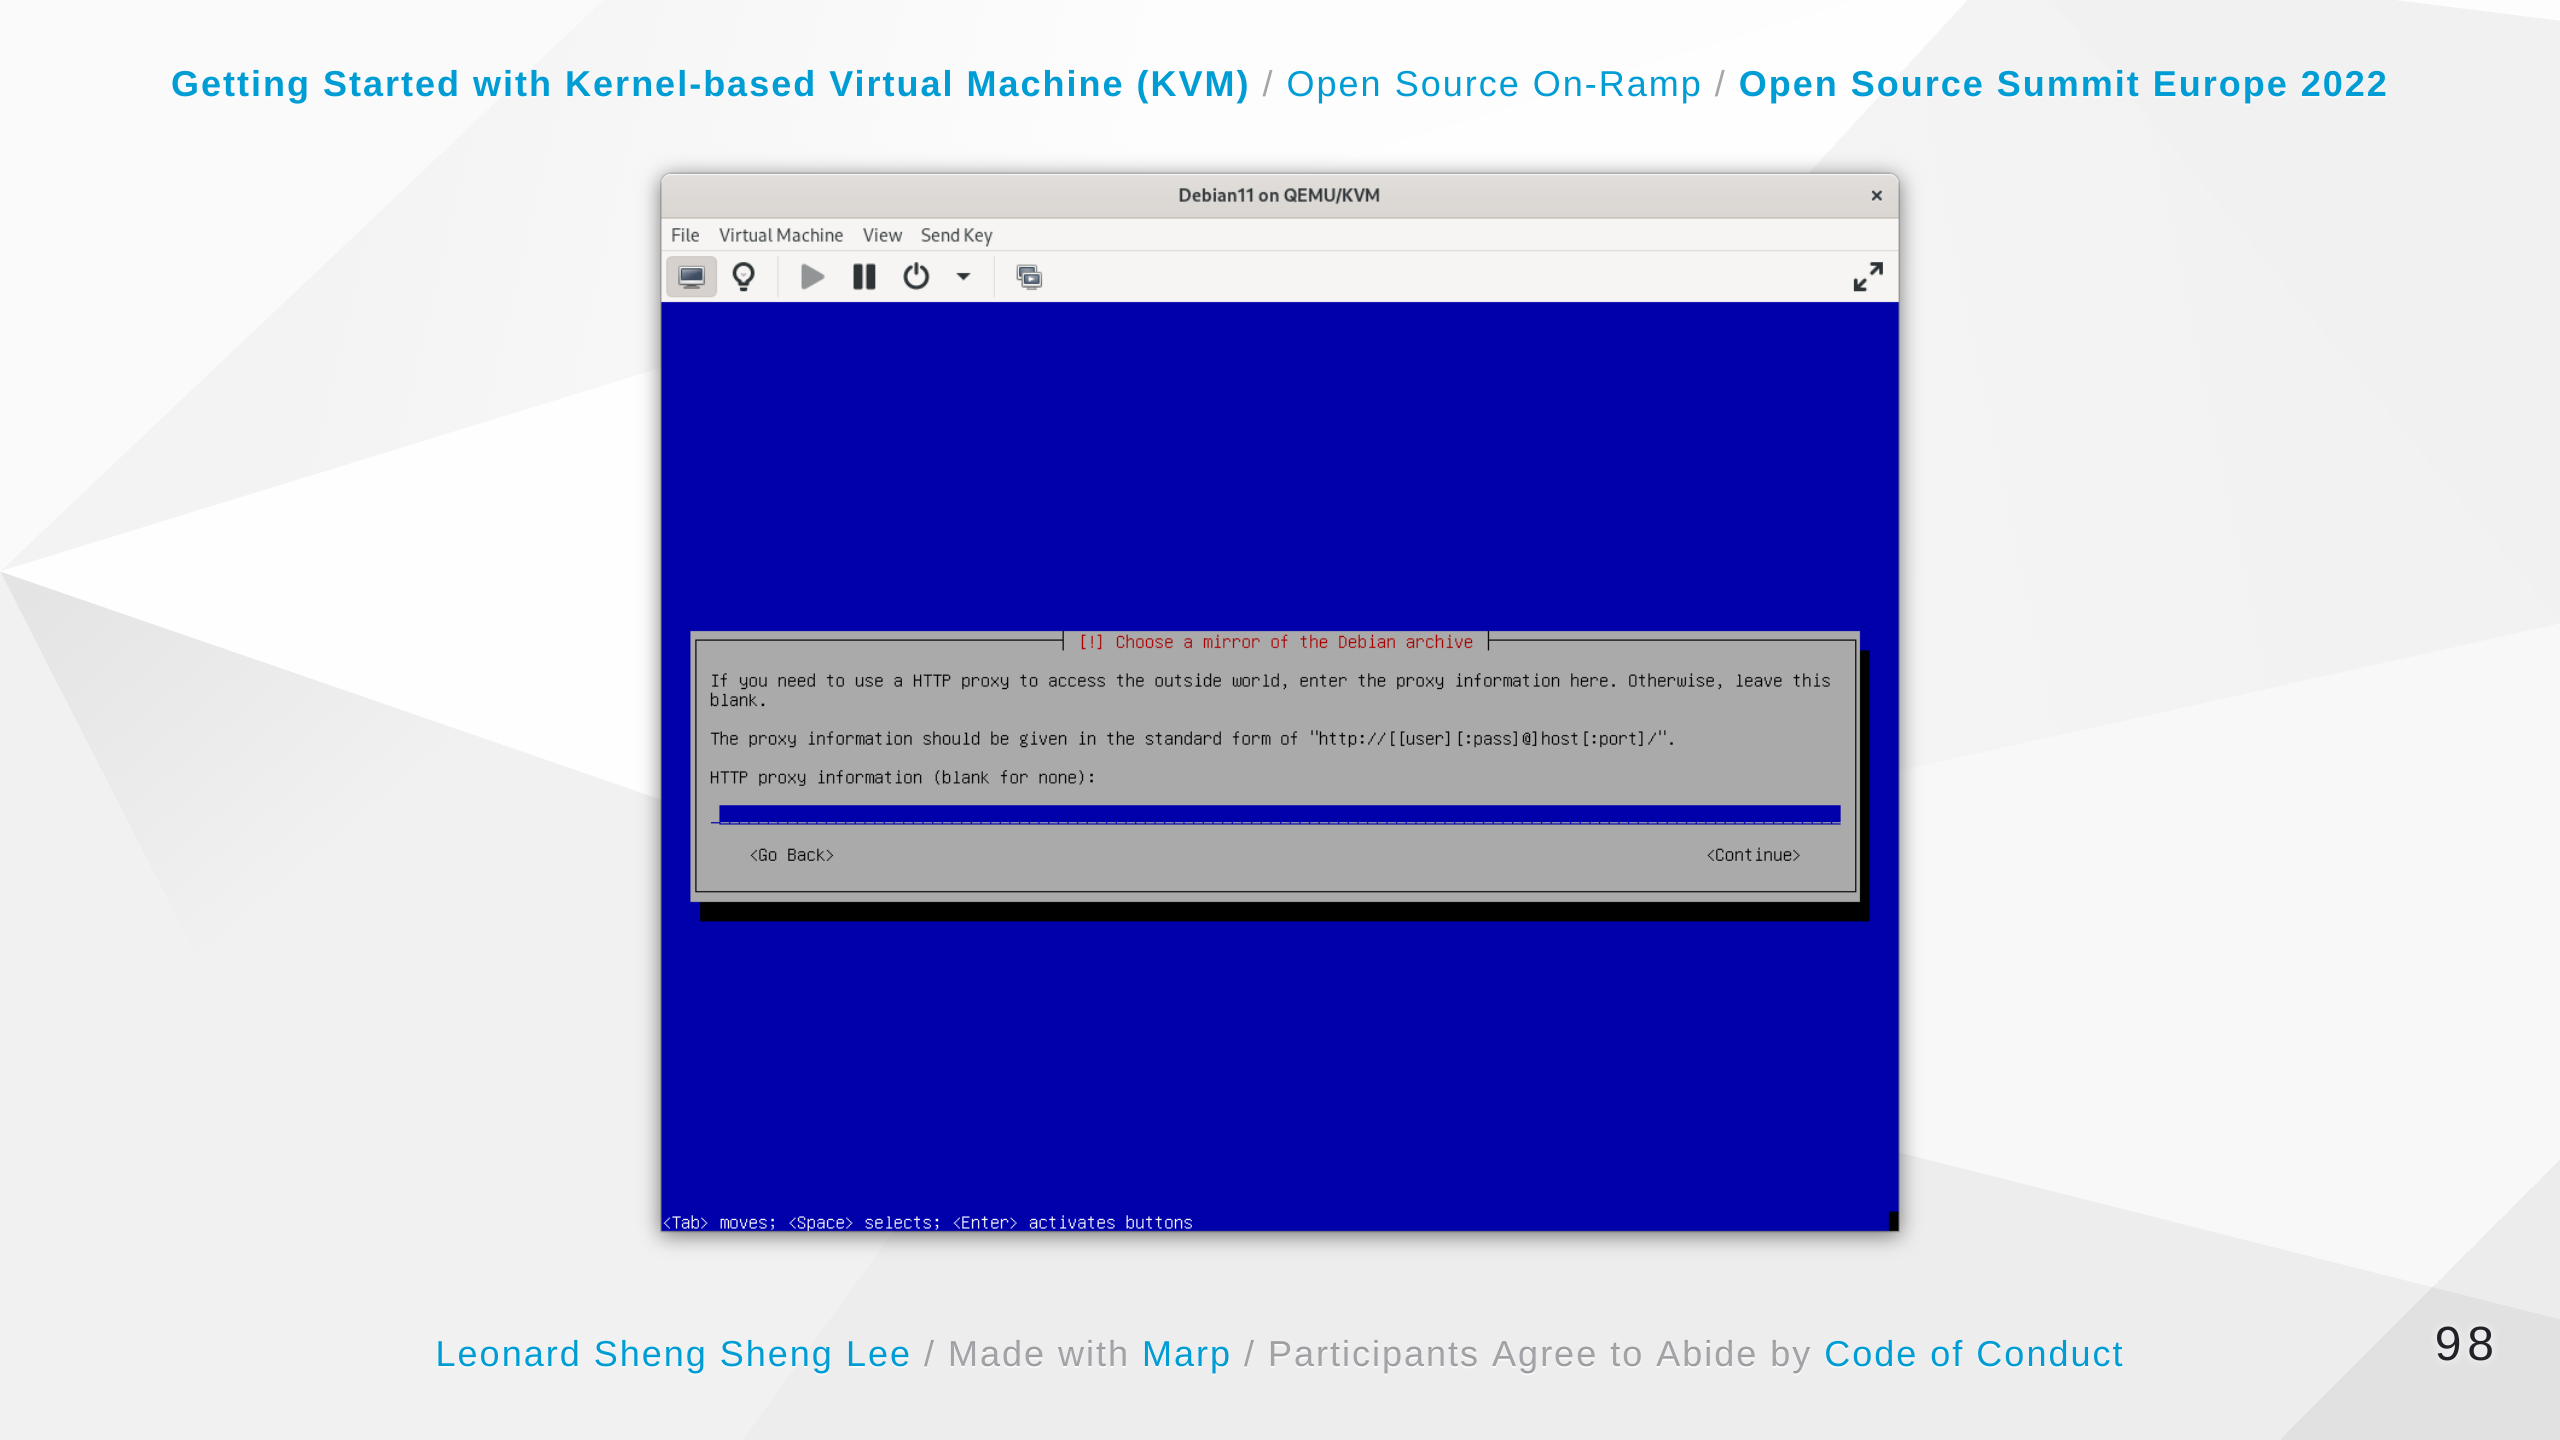 Getting Started with Kernel-based Virtual Machine (KVM) / Open Source On-Ramp / Open Source Summit Europe 2022
Debian11 on QEMU/KVM
File Virtual Machine View Send Key
[!] Choose a mirror of the Debian archive
If you need to use a HTTP proxy to access the outside world, enter the proxy information here. Otherwise, leave this
blank.
The proxy information should be given in the standard form of "http://[[user][:pass]@]host[:port]/".
HTTP proxy information (blank for none):
<Go Back> <Continue>
<Tab> moves; <Space> selects; <Enter> activates buttons
Leonard Sheng Sheng Lee / Made with Marp / Participants Agree to Abide by Code of Conduct
98